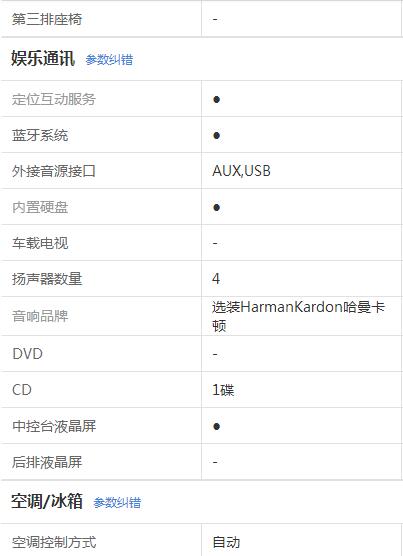 第三排座椅 -
娱乐通讯 参数纠错
定位互动服务 ●
蓝牙系统 ●
外接音源接口 AUX,USB
内置硬盘 ●
车载电视 -
扬声器数量 4
音响品牌 选装HarmanKardon哈曼卡
顿
DVD -
CD 1碟
中控台液晶屏 ●
后排液晶屏 -
空调/冰箱 参数纠错
空调控制方式 自动